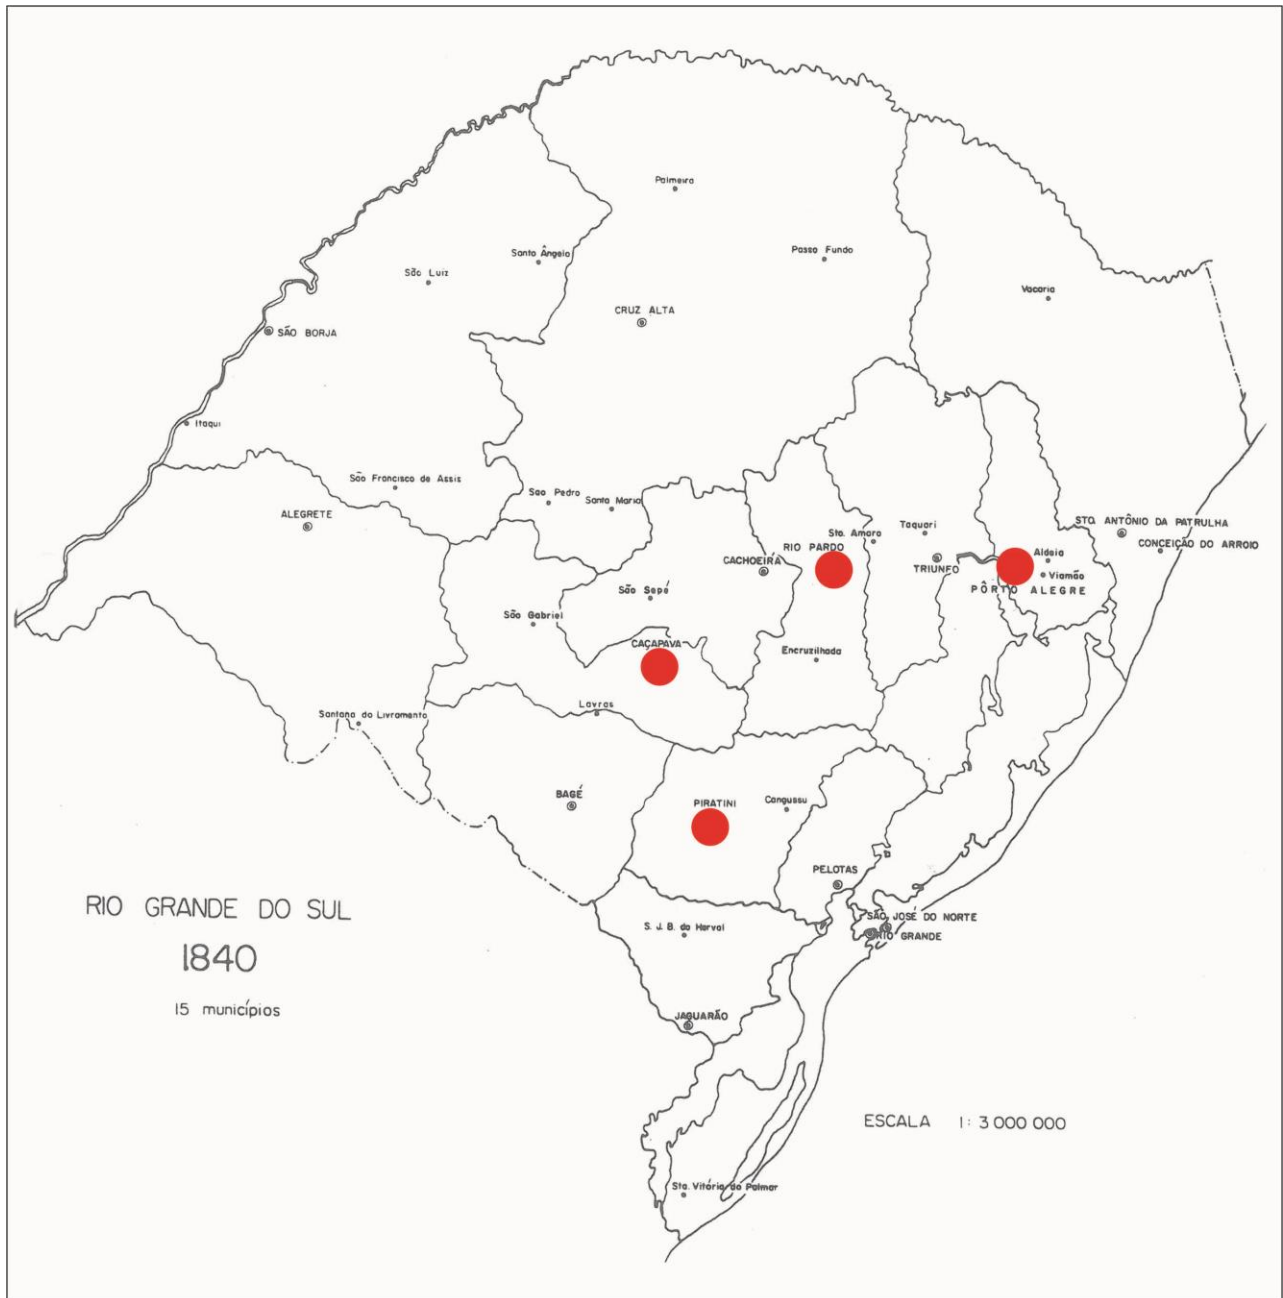 Palmeira
Santo Ângelo
Passo Fundo
São Luiz
Vacaria
CRUZ ALTA
SÃO BORJA
Itaqui
São Francisco de Assis
Sao Pedro
Santa Maria
ALEGRETE
Taquari
STO. ANTÔNIO DA PATRULHA
Sto. Amaro
RIO PARDO
CONCEIÇÃO DO ARROIO
Aldeia
CACHOEIRÁ
TRIUNFO
Viamão
PÔRTO ALEGRE
São Sepé
São Gabriel
CAÇAPAVA
Encruzilhada
Lavras
Santana do Livramento
BAGÉ
PIRATINI
Cangussu
PELOTAS
RIO GRANDE DO SUL
1840
15 municípios
SÃO JOSÉ DO NORTE
RIO GRANDE
S. J. B. do Herval
JAGUARÃO
ESCALA 1: 3 000 000
Sta. Vitória do Palmar